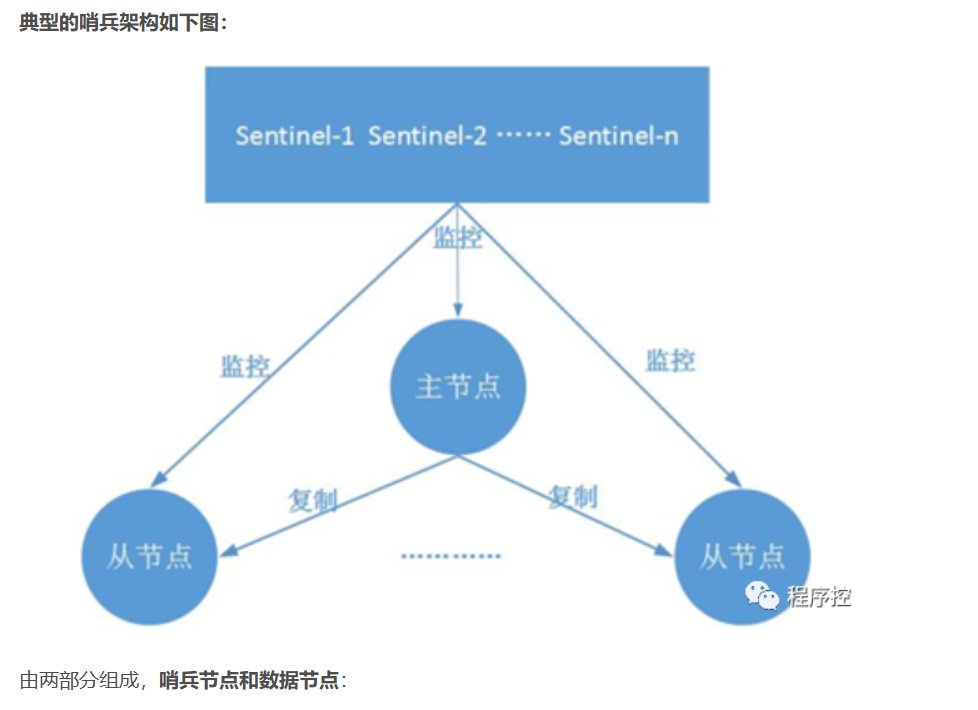 典型的哨兵架构如下图：
Sentinel-1 Sentinel-2 …… Sentinel-n
监控
监控
监控
主节点
复制
复制
从节点
…………
从节点
程序控
由两部分组成，哨兵节点和数据节点：